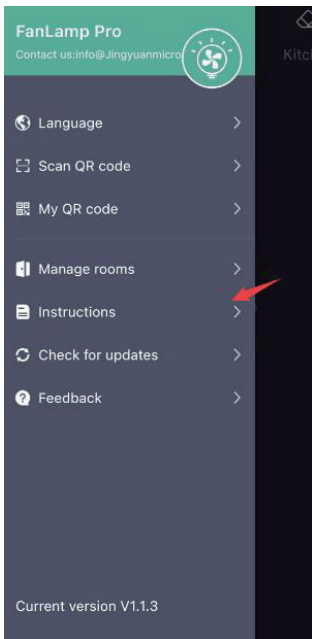 FanLamp Pro
Contact us:info@Jingyuanmicro
Language
Scan QR code
My QR code
Manage rooms
Instructions
Check for updates
Feedback
Current version V1.1.3